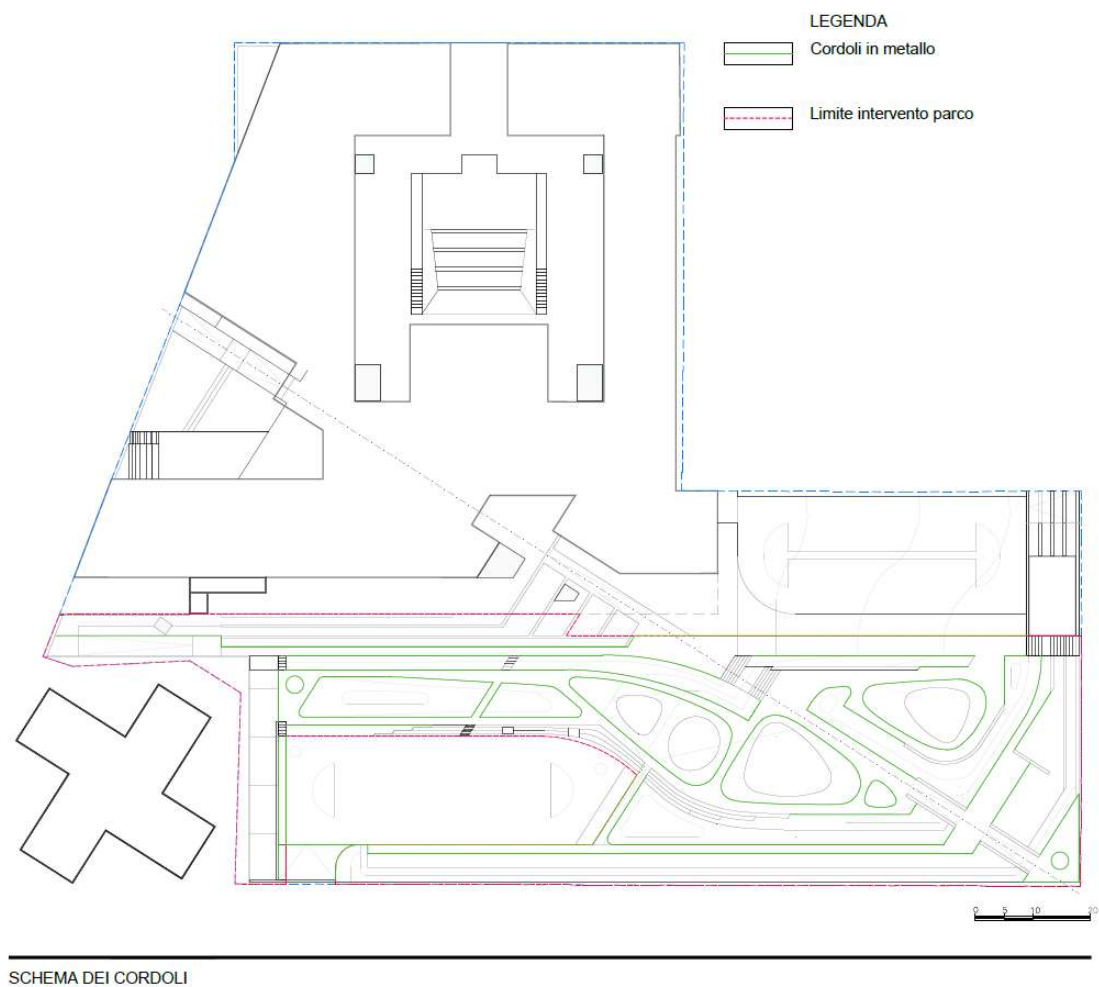 LEGENDA
Cordoli in metallo
Limite intervento parco
0 5 10 20
SCHEMA DEI CORDOLI